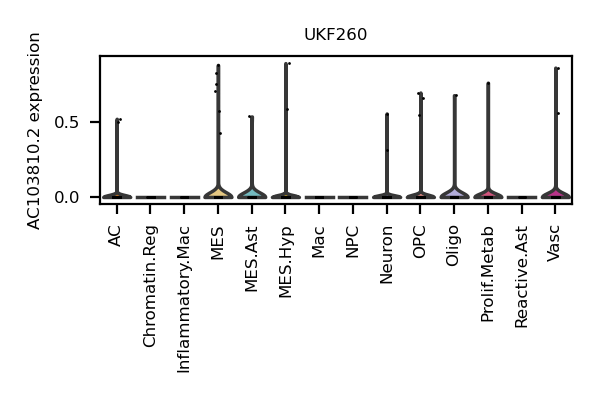 UKF260
AC103810.2 expression
0.5
0.0
AC
Chromatin.Reg
Inflammatory.Mac
MES
MES.Ast
MES.Hyp
Mac
NPC
Neuron
OPC
Oligo
Prolif.Metab
Reactive.Ast
Vasc